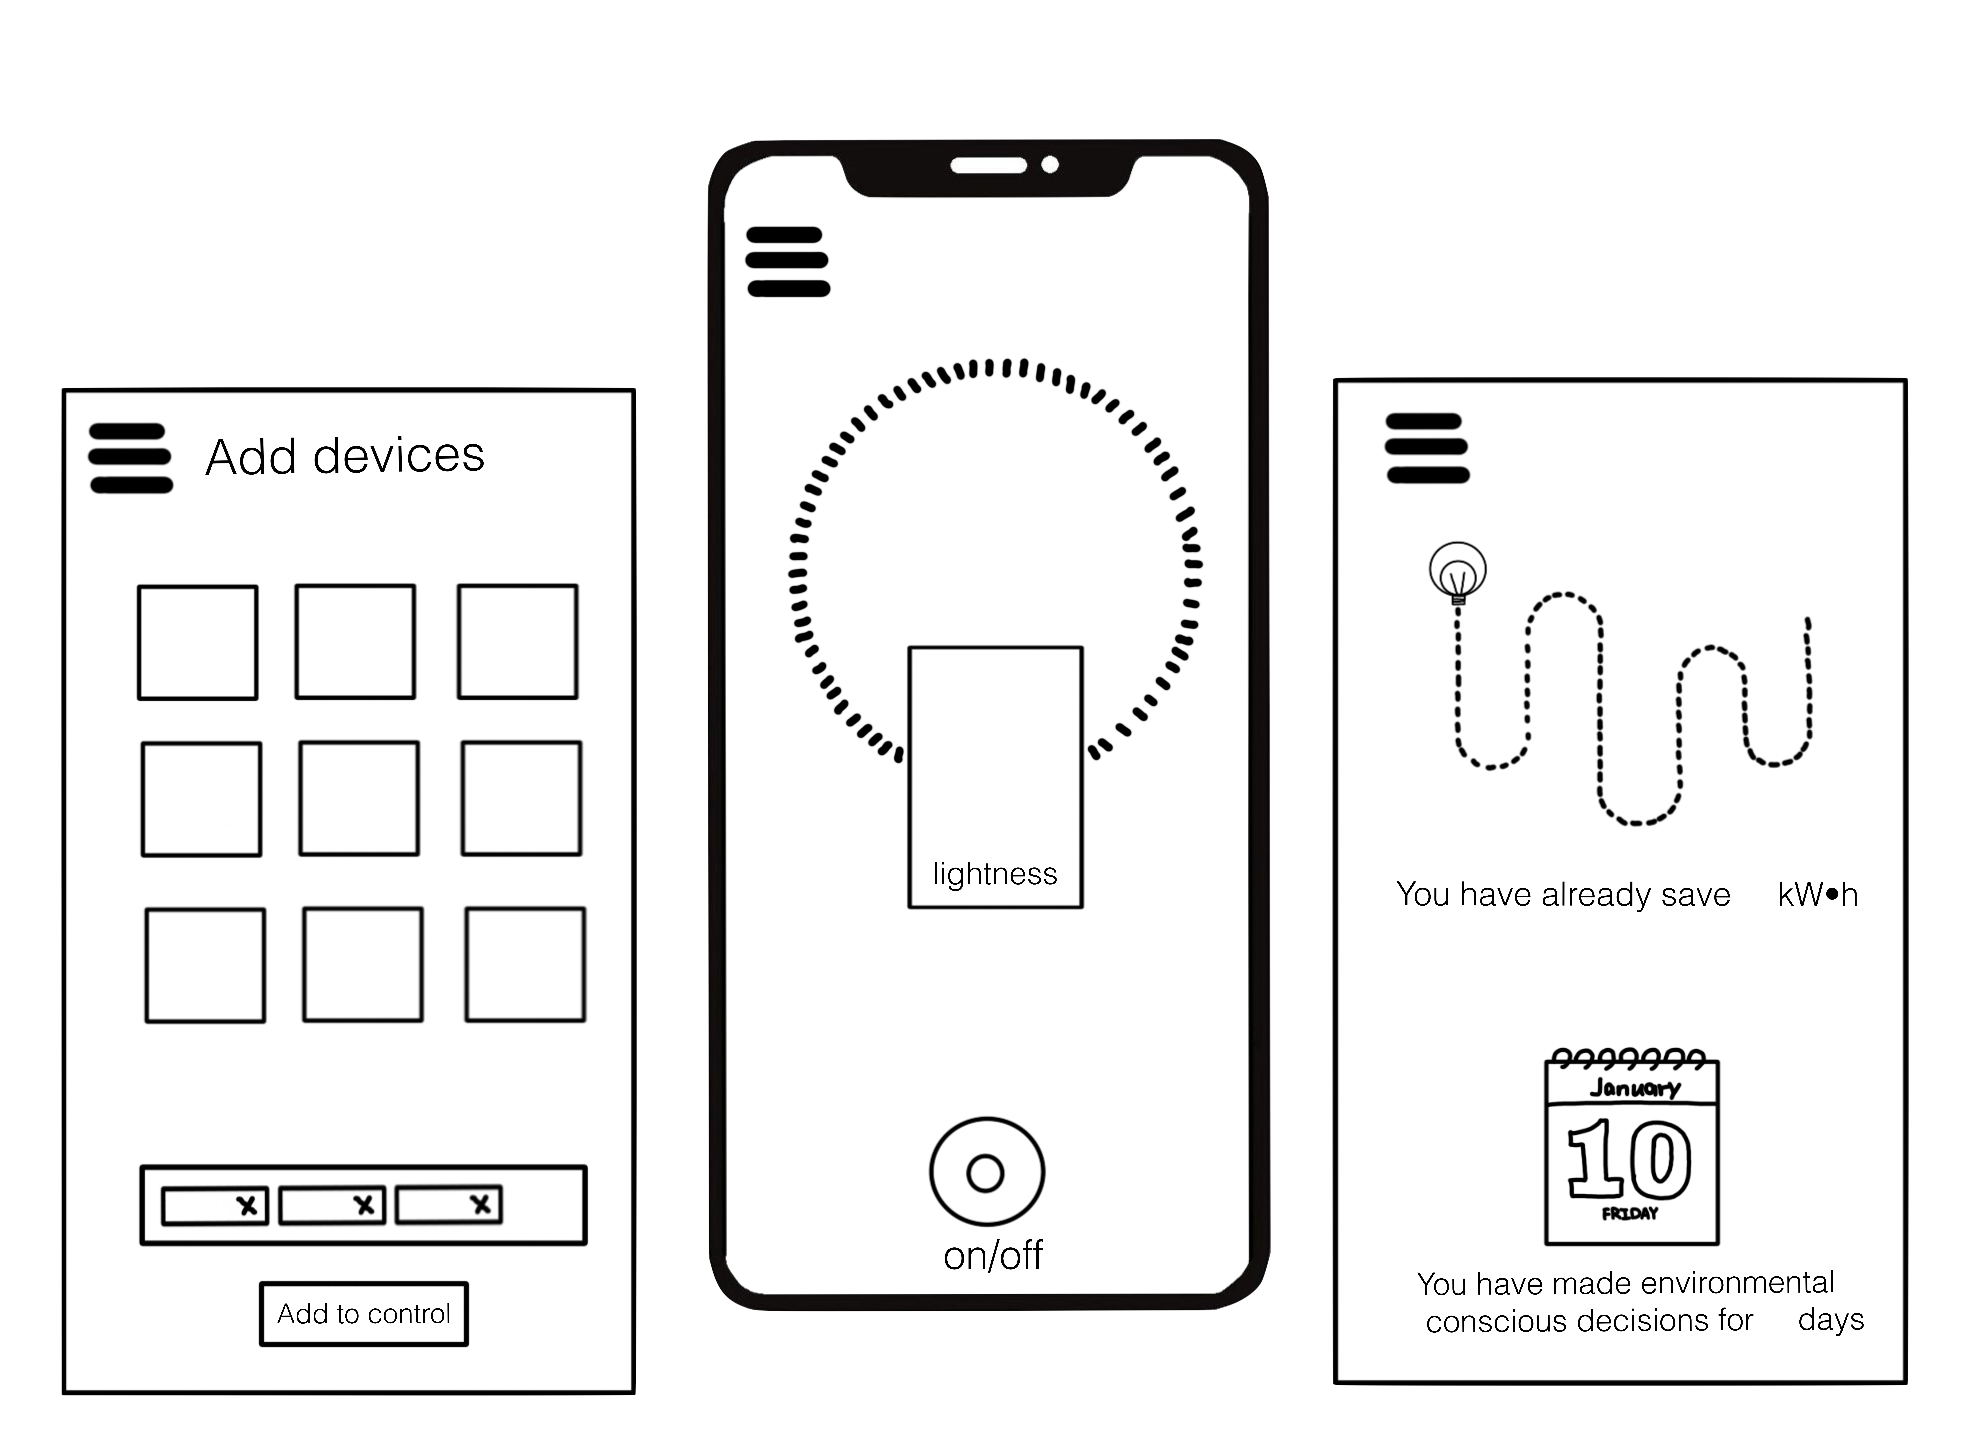 Add devices
x x x
Add to control
lightness
on/off
You have already save kW•h
January
10
FRIDAY
You have made environmental
conscious decisions for days